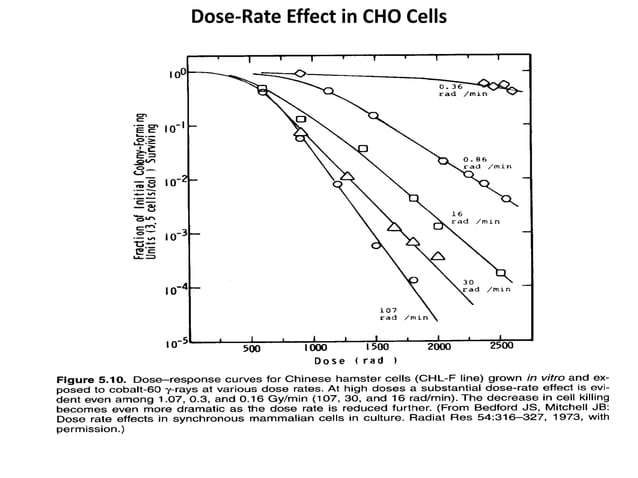 Dose-Rate Effect in CHO Cells
Fraction of Initial Colony-Forming
Units (3,5 cells/col ) Surviving
10⁰
10⁻¹
10⁻²
10⁻³
10⁻⁴
10⁻⁵
0.36
rad /min
0.86
rad/min
16
rad/min
30
rad /min
107
rad /min
500
1000
1500
2000
2500
Dose (rad)
Figure 5.10. Dose–response curves for Chinese hamster cells (CHL-F line) grown in vitro and ex-
posed to cobalt-60 γ-rays at various dose rates. At high doses a substantial dose-rate effect is evi-
dent even among 1.07, 0.3, and 0.16 Gy/min (107, 30, and 16 rad/min). The decrease in cell killing
becomes even more dramatic as the dose rate is reduced further. (From Bedford JS, Mitchell JB:
Dose rate effects in synchronous mammalian cells in culture. Radiat Res 54:316–327, 1973, with
permission.)